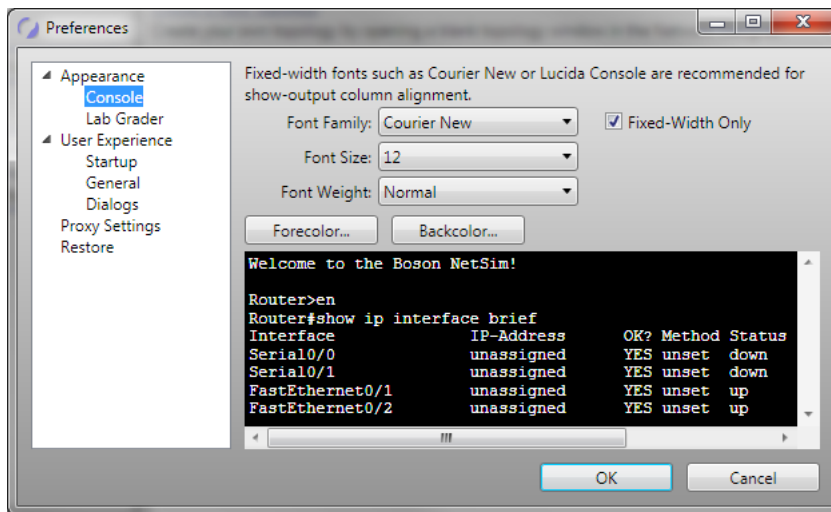 Preferences
Appearance
Console
Lab Grader
User Experience
Startup
General
Dialogs
Proxy Settings
Restore
Fixed-width fonts such as Courier New or Lucida Console are recommended for
show-output column alignment.
Font Family: Courier New Fixed-Width Only
Font Size: 12
Font Weight: Normal
Forecolor... Backcolor...
Welcome to the Boson NetSim!
Router>en
Router#show ip interface brief
Interface IP-Address OK? Method Status
Serial0/0 unassigned YES unset down
Serial0/1 unassigned YES unset down
FastEthernet0/1 unassigned YES unset up
FastEthernet0/2 unassigned YES unset up
OK Cancel